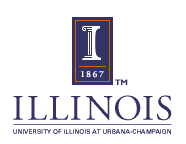 I
1867
TM
ILLINOIS
UNIVERSITY OF ILLINOIS AT URBANA-CHAMPAIGN